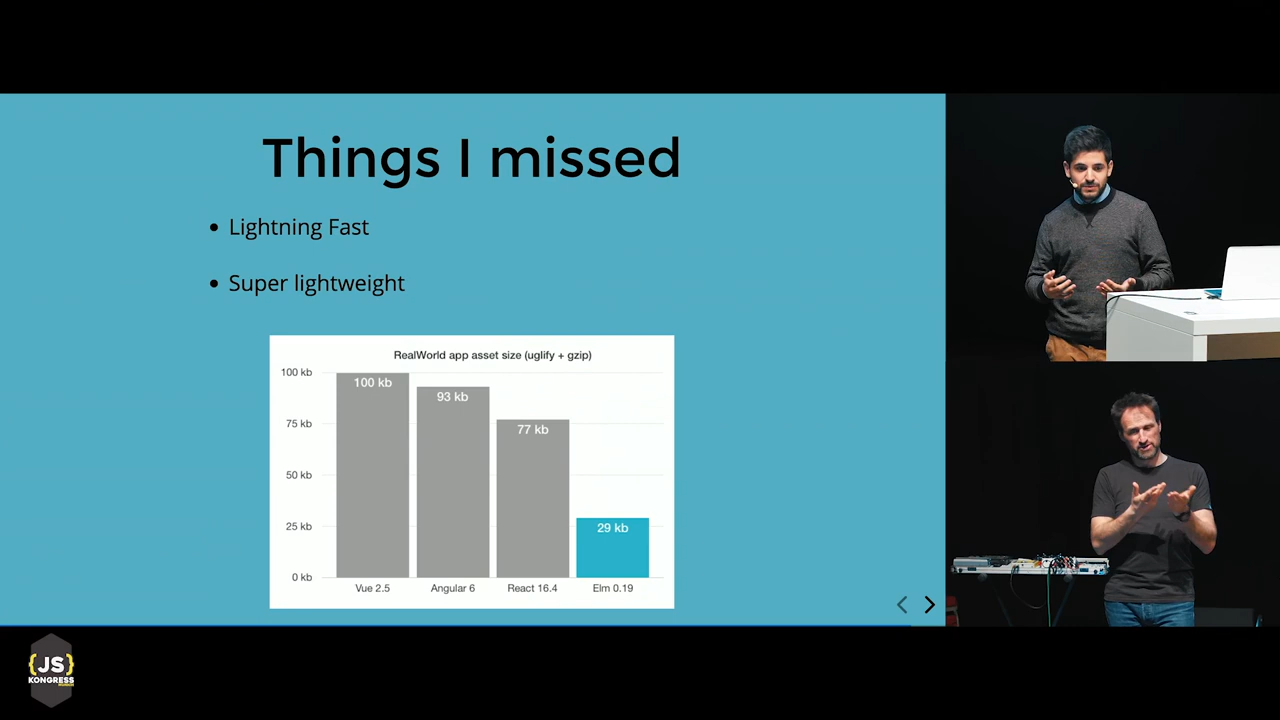 Things I missed
Lightning Fast
Super lightweight
RealWorld app asset size (uglify + gzip)
100 kb
75 kb
50 kb
25 kb
0 kb
100 kb
93 kb
77 kb
29 kb
Vue 2.5
Angular 6
React 16.4
Elm 0.19
{JS}
KONGRESS